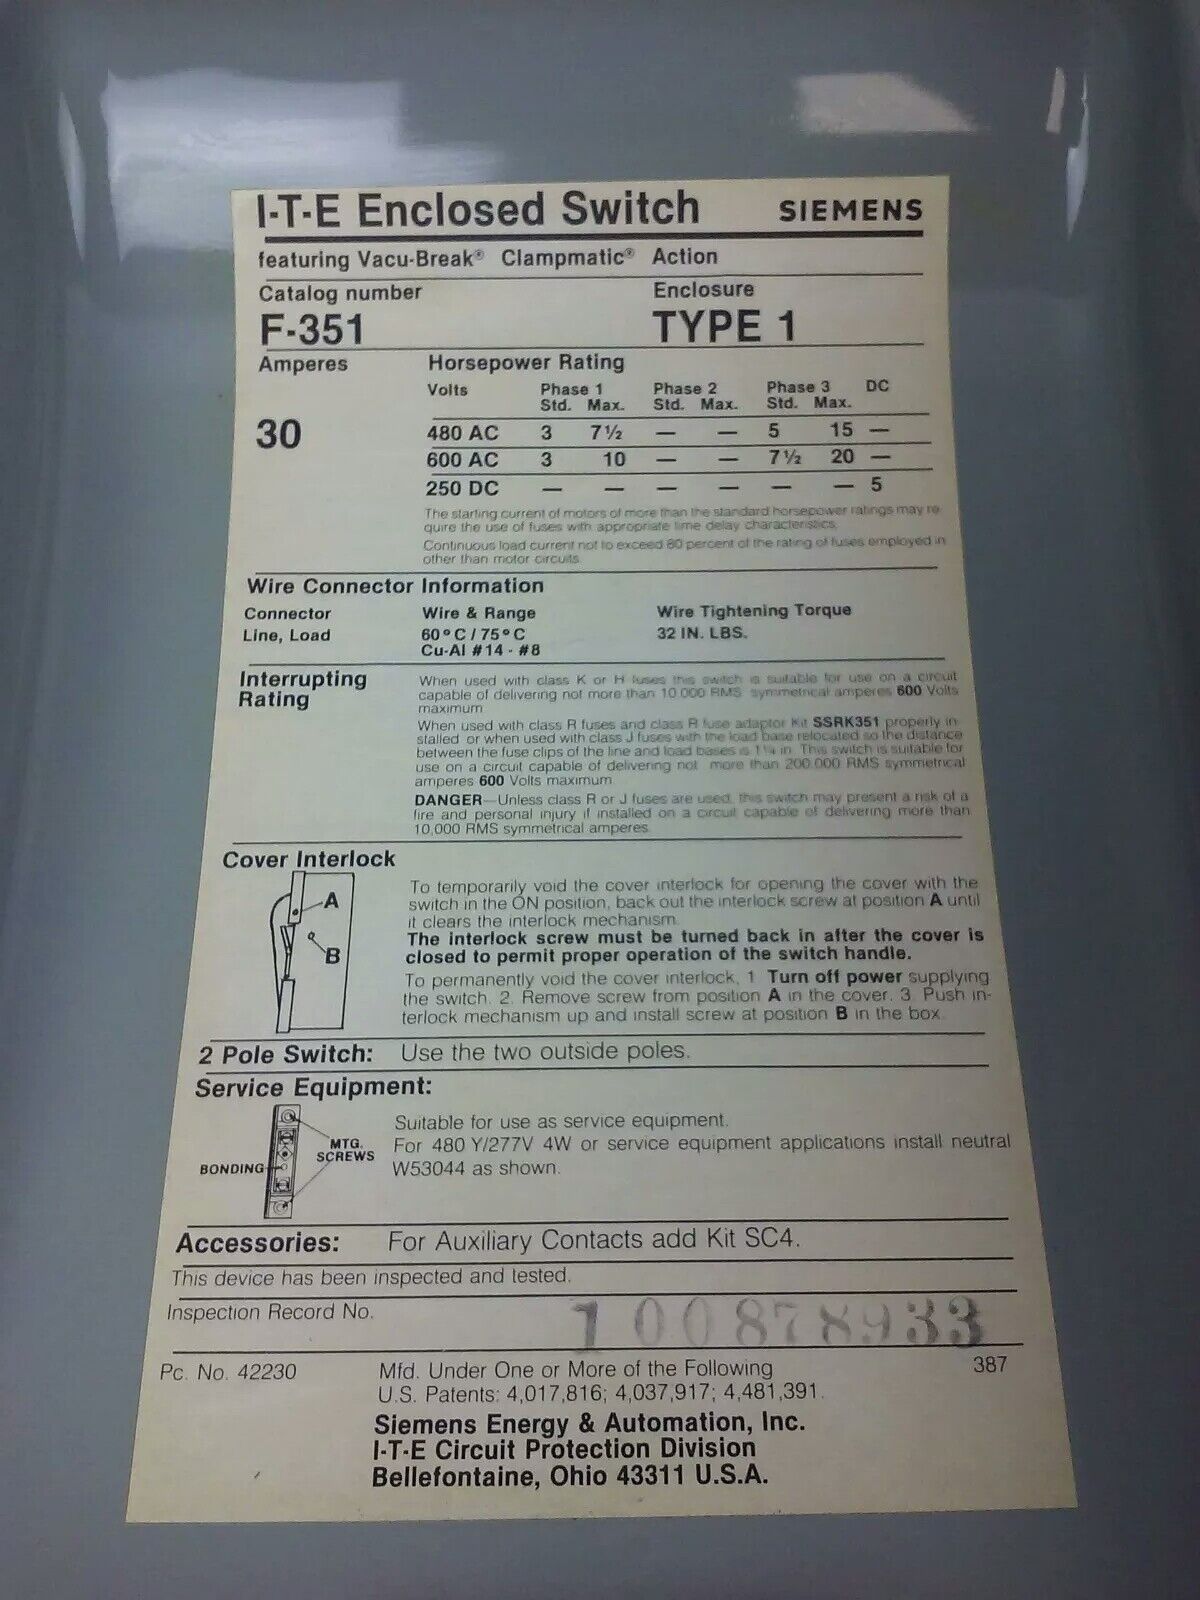 I-T-E Enclosed Switch SIEMENS
featuring Vacu-Break® Clampmatic® Action
Catalog number Enclosure
F-351 TYPE 1
Amperes Horsepower Rating
Volts Phase 1 Phase 2 Phase 3 DC
Std. Max. Std. Max. Std. Max.
30 480 AC 3 7½ — — 5 15 —
600 AC 3 10 — — 7½ 20 —
250 DC — — — — — — 5
The starting current of motors of more than the standard horsepower ratings may re
quire the use of fuses with appropriate time delay characteristics.
Continuous load current not to exceed 80 percent of the rating of fuses employed in
other than motor circuits.
Wire Connector Information
Connector Wire & Range Wire Tightening Torque
Line, Load 60°C/75°C 32 IN. LBS.
Cu-Al #14 - #8
Interrupting
Rating
When used with class K or H fuses this switch is suitable for use on a circuit
capable of delivering not more than 10,000 RMS symmetrical amperes 600 Volts
maximum
When used with class R fuses and class R fuse adaptor Kit SSRK351 properly in
stalled or when used with class J fuses with the load base relocated so the distance
between the fuse clips of the line and load bases is 1¼ in. This switch is suitable for
use on a circuit capable of delivering not more than 200,000 RMS symmetrical
amperes 600 Volts maximum
DANGER—Unless class R or J fuses are used, this switch may present a risk of a
fire and personal injury if installed on a circuit capable of delivering more than
10,000 RMS symmetrical amperes
Cover Interlock
A
B
To temporarily void the cover interlock for opening the cover with the
switch in the ON position, back out the interlock screw at position A until
it clears the interlock mechanism
The interlock screw must be turned back in after the cover is
closed to permit proper operation of the switch handle.
To permanently void the cover interlock, 1 Turn off power supplying
the switch. 2. Remove screw from position A in the cover. 3. Push in-
terlock mechanism up and install screw at position B in the box.
2 Pole Switch: Use the two outside poles.
Service Equipment:
MTG.
SCREWS
BONDING
Suitable for use as service equipment.
For 480 Y/277V 4W or service equipment applications install neutral
W53044 as shown.
Accessories: For Auxiliary Contacts add Kit SC4.
This device has been inspected and tested.
Inspection Record No. 100878933
Pc. No. 42230 Mfd. Under One or More of the Following 387
U.S. Patents: 4,017,816; 4,037,917; 4,481,391.
Siemens Energy & Automation, Inc.
I-T-E Circuit Protection Division
Bellefontaine, Ohio 43311 U.S.A.